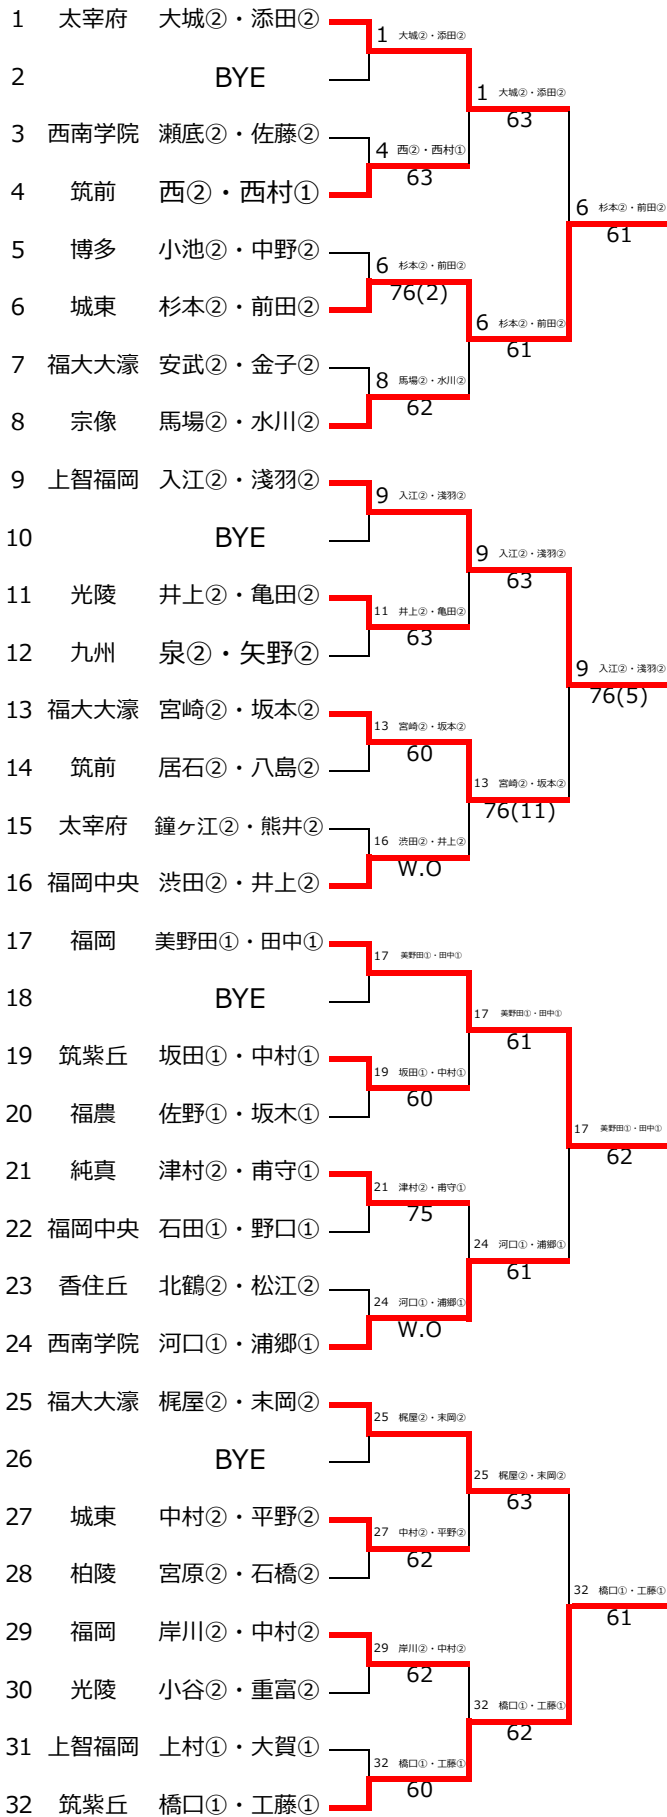 1 太宰府 大城②・添田②
1 大城②・添田②
2 BYE
1 大城②・添田②
63
3 西南学院 瀬底②・佐藤②
4 西②・西村①
63
4 筑前 西②・西村①
6 杉本②・前田②
61
5 博多 小池②・中野②
6 杉本②・前田②
76(2)
6 城東 杉本②・前田②
6 杉本②・前田②
61
7 福大大濠 安武②・金子②
8 馬場②・水川②
62
8 宗像 馬場②・水川②
9 上智福岡 入江②・淺羽②
9 入江②・淺羽②
10 BYE
9 入江②・淺羽②
63
11 光陵 井上②・亀田②
11 井上②・亀田②
63
12 九州 泉②・矢野②
9 入江②・淺羽②
76(5)
13 福大大濠 宮崎②・坂本②
13 宮崎②・坂本②
60
14 筑前 居石②・八島②
13 宮崎②・坂本②
76(11)
15 太宰府 鐘ヶ江②・熊井②
16 渋田②・井上②
W.O
16 福岡中央 渋田②・井上②
17 福岡 美野田①・田中①
17 美野田①・田中①
18 BYE
17 美野田①・田中①
61
19 筑紫丘 坂田①・中村①
19 坂田①・中村①
60
20 福農 佐野①・坂木①
17 美野田①・田中①
62
21 純真 津村②・甫守①
21 津村②・甫守①
75
22 福岡中央 石田①・野口①
24 河口①・浦郷①
61
23 香住丘 北鶴②・松江②
24 河口①・浦郷①
W.O
24 西南学院 河口①・浦郷①
25 福大大濠 梶屋②・末岡②
25 梶屋②・末岡②
26 BYE
25 梶屋②・末岡②
63
27 城東 中村②・平野②
27 中村②・平野②
62
28 柏陵 宮原②・石橋②
32 橋口①・工藤①
61
29 福岡 岸川②・中村②
29 岸川②・中村②
62
30 光陵 小谷②・重富②
32 橋口①・工藤①
62
31 上智福岡 上村①・大賀①
32 橋口①・工藤①
60
32 筑紫丘 橋口①・工藤①